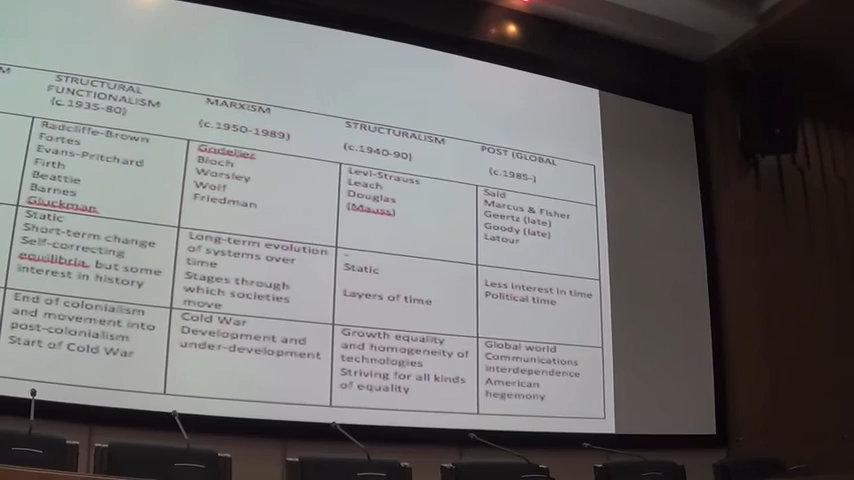 M
STRUCTURAL
FUNCTIONALISM
(c.1935-80)
MARXISM
(c.1950-1989)
STRUCTURALISM
(c.1940-90)
POST (GLOBAL
(c.1985-)
Radcliffe-Brown
Fortes
Evans-Pritchard
Firth
Beattie
Barnes
Gluckman
Godelier
Bloch
Worsley
Wolf
Friedman
Levi-Strauss
Leach
Douglas
(Mauss)
Said
Marcus & Fisher
Geertz (late)
Goody (late)
Latour
Static
Short-term change
Self-correcting
equilibria, but some
interest in history
Long-term evolution
of systems over
time
Stages through
which societies
move
-
Static
Layers of time
Less interest in time
Political time
End of colonialism
and movement into
post-colonialism
Start of Cold War
Cold War
Development and
under-development
Growth equality
and homogeneity of
technologies
Striving for all kinds
of equality
Global world
Communications
interdependence
American
hegemony